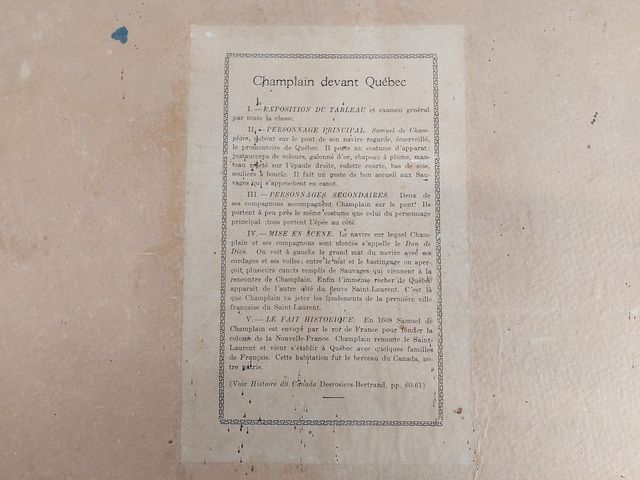 Champlain devant Québec
I. — EXPOSITION DU TABLEAU et examen général
par toute la classe.
II. — PERSONNAGE PRINCIPAL. Samuel de Cham-
plain, debout sur le pont de son navire regarde, émerveillé,
le promontoire de Québec. Il porte un costume d'apparat:
justaucorps de velours, galonné d'or, chapeau à plume, man-
teau rejeté sur l'épaule droite, culotte courte, bas de soie,
souliers à boucle. Il fait un geste de bon accueil aux Sau-
vages qui s'approchent en canot.
III. — PERSONNAGES SECONDAIRES. Deux de
ses compagnons accompagnent Champlain sur le pont. Ils
portent à peu près le même costume que celui du personnage
principal; tous portent l'épée au côté.
IV. — MISE EN SCENE. Le navire sur lequel Cham-
plain et ses compagnons sont montés s'appelle le Don de
Dieu. On voit à gauche le grand mat du navire avec ses
cordages et ses voiles; entre le mat et le bastingage on aper-
çoit plusieurs canots remplis de Sauvages qui viennent à la
rencontre de Champlain. Enfin l'immense rocher de Québec
apparaît de l'autre côté du fleuve Saint-Laurent. C'est là
que Champlain va jeter les fondements de la première ville
française du Saint-Laurent.
V. — LE FAIT HISTORIQUE. En 1608 Samuel de
Champlain est envoyé par le roi de France pour fonder la
colonie de la Nouvelle-France. Champlain remonte le Saint-
Laurent et vient s'établir à Québec avec quelques familles
de Français. Cette habitation fut le berceau du Canada, no-
tre patrie.
(Voir Histoire du Canada Desrosiers-Bertrand, pp. 60.61)